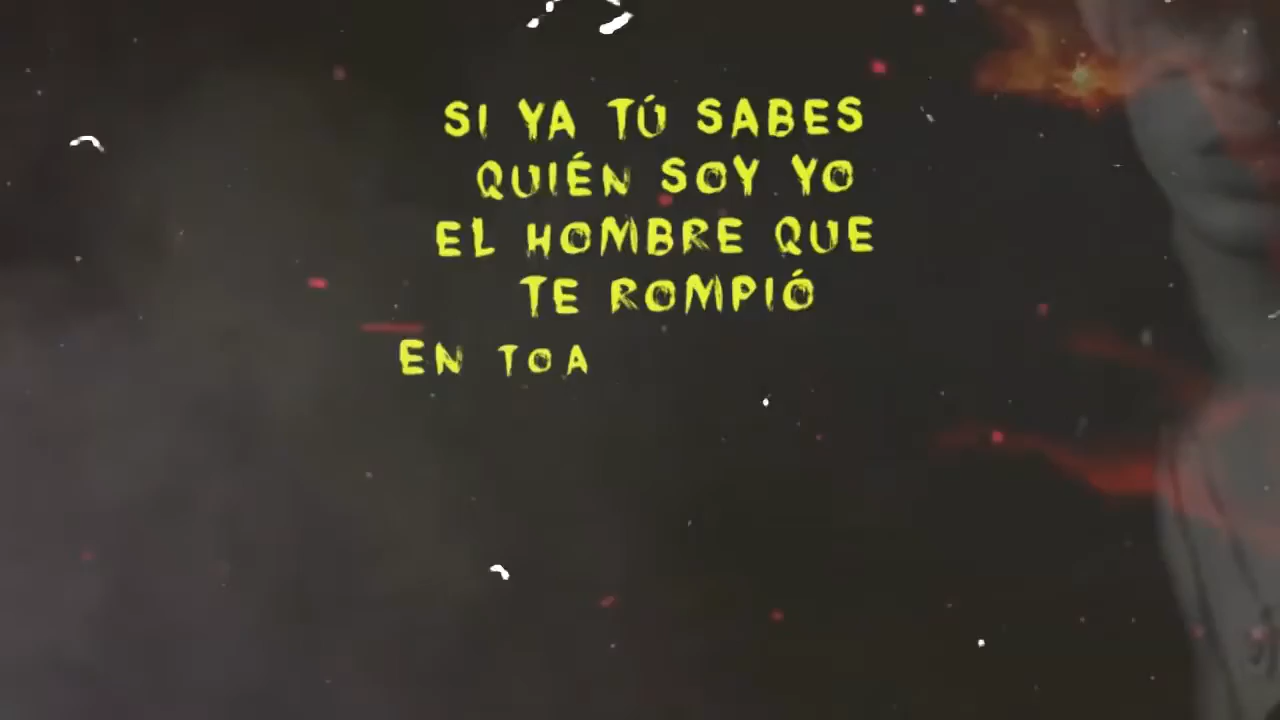 SI YA TÚ SABES
QUIÉN SOY YO
EL HOMBRE QUE
TE ROMPIÓ
EN TOA